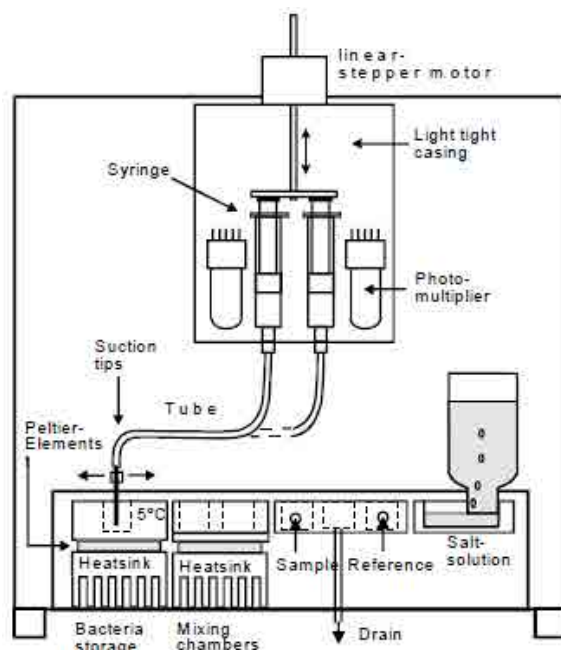 linear-
stepper motor
Light tight
casing
Syringe
Photo-
multiplier
Suction
tips
Tube
Peltier-
Elements
5°C
Heatsink
Heatsink
Sample
Reference
Salt-
solution
Bacteria
storage
Mixing
chambers
Drain